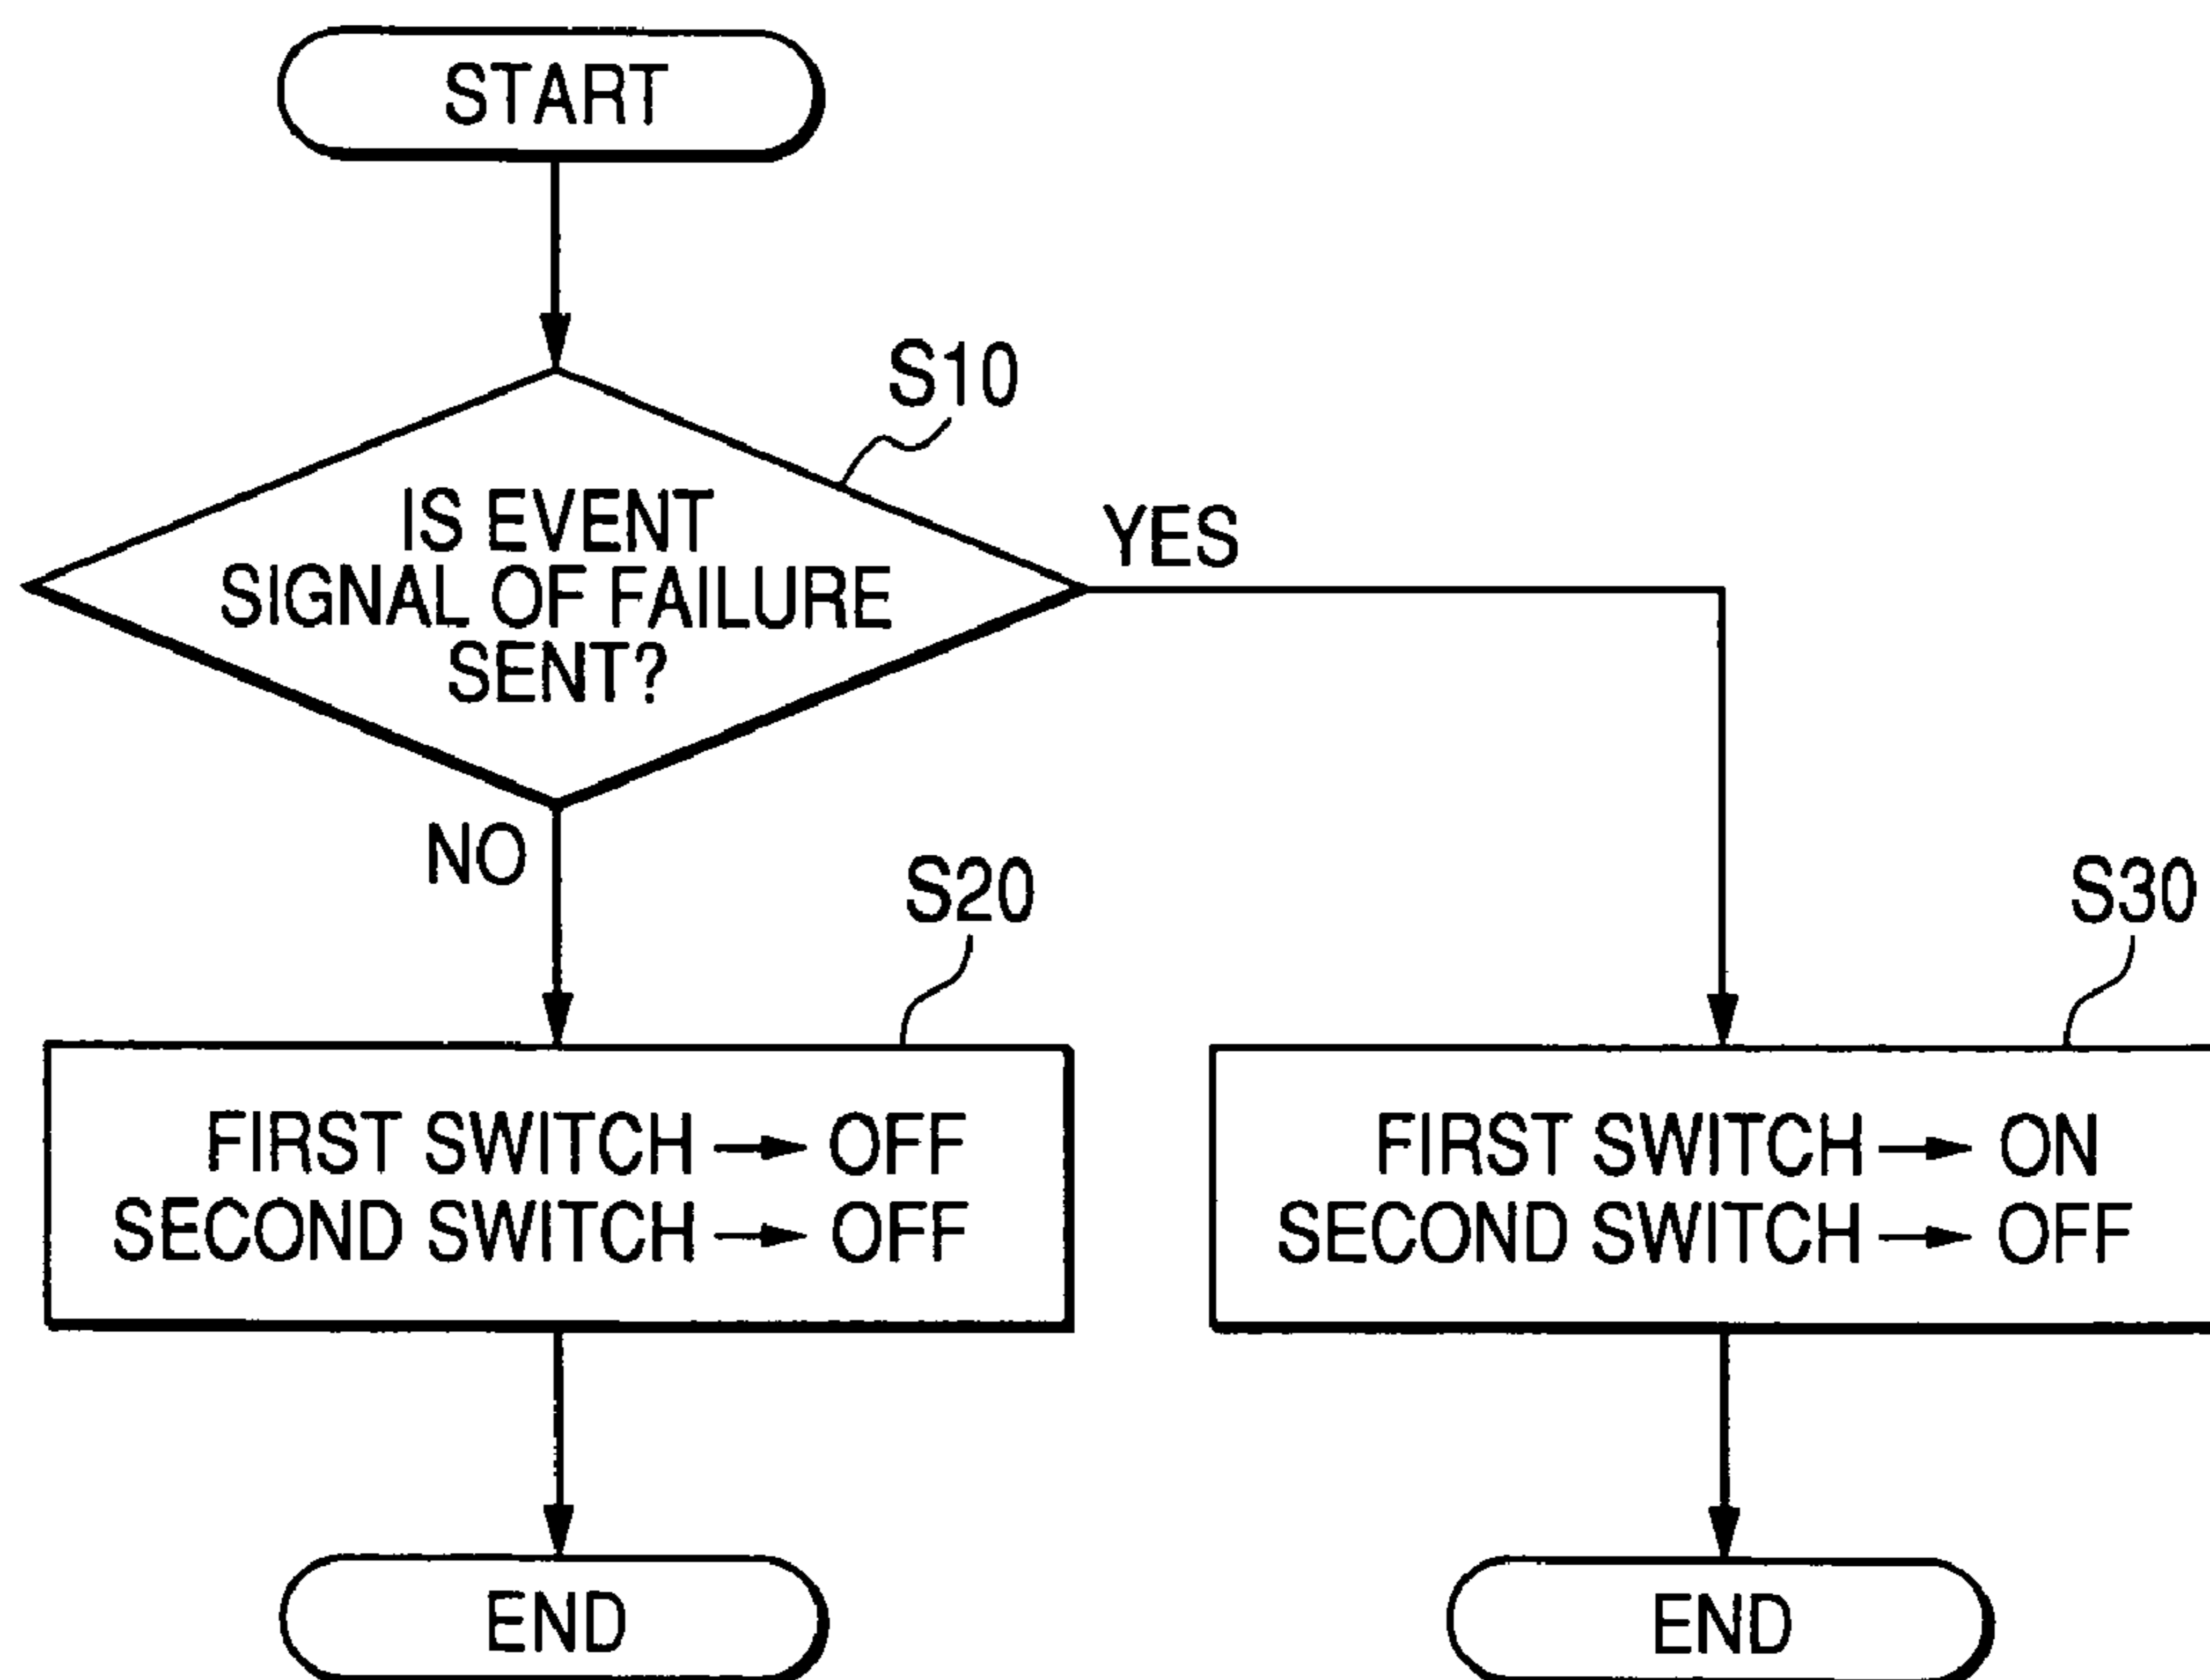 START
S10
IS EVENT
SIGNAL OF FAILURE
SENT?
YES
NO
S20
S30
FIRST SWITCH → OFF
SECOND SWITCH → OFF
FIRST SWITCH → ON
SECOND SWITCH → OFF
END
END